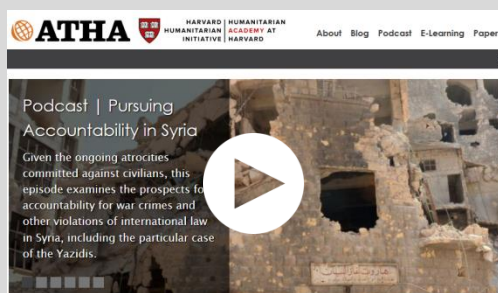 ATHA
HARVARD HUMANITARIAN
HUMANITARIAN ACADEMY AT
INITIATIVE HARVARD
About Blog Podcast E-Learning Paper
Podcast | Pursuing
Accountability in Syria
Given the ongoing atrocities
committed against civilians, this
episode examines the prospects fo
accountability for war crimes and
other violations of international law
in Syria, including the particular case
of the Yazidis.